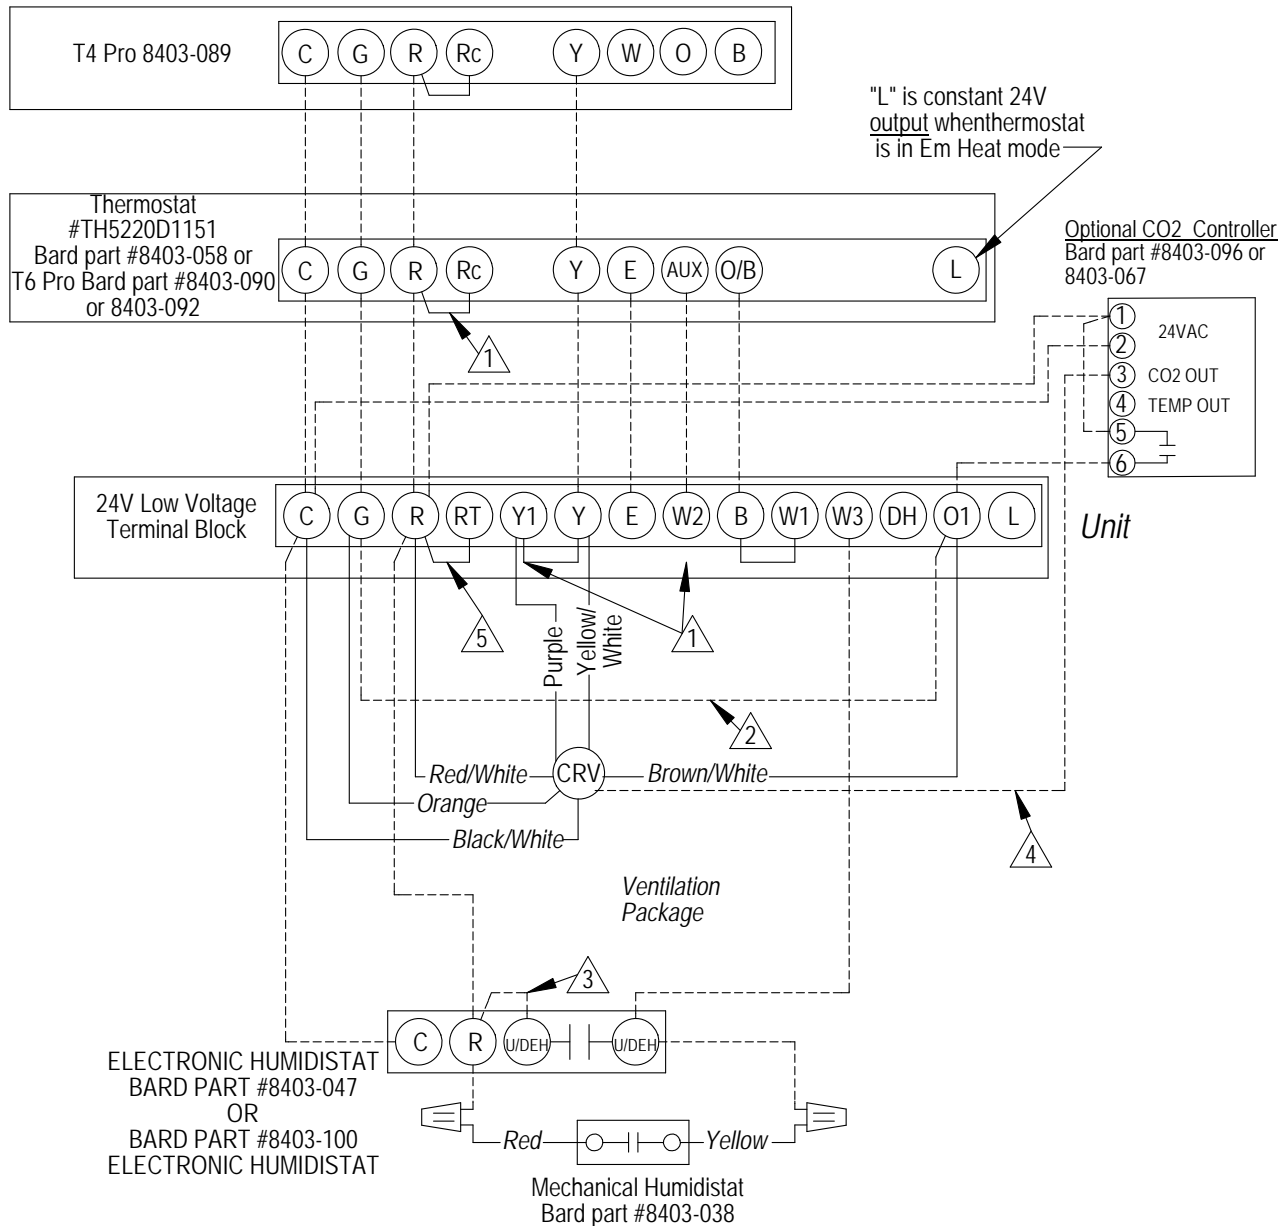 T4 Pro 8403-089
C G R Rc Y W O B
"L" is constant 24V
output whenthermostat
is in Em Heat mode
Thermostat
#TH5220D1151
Bard part #8403-058 or
T6 Pro Bard part #8403-090
or 8403-092
C G R Rc Y E AUX O/B L
1
Optional CO2 Controller
Bard part #8403-096 or
8403-067
1
24VAC
2
3 CO2 OUT
4 TEMP OUT
5
6
24V Low Voltage
Terminal Block
C G R RT Y1 Y E W2 B W1 W3 DH O1 L
Unit
5
1
Purple
Yellow/
White
2
Red/White
CRV
Brown/White
Orange
Black/White
4
Ventilation
Package
3
C R U/DEH U/DEH
ELECTRONIC HUMIDISTAT
BARD PART #8403-047
OR
BARD PART #8403-100
ELECTRONIC HUMIDISTAT
Red
Yellow
Mechanical Humidistat
Bard part #8403-038